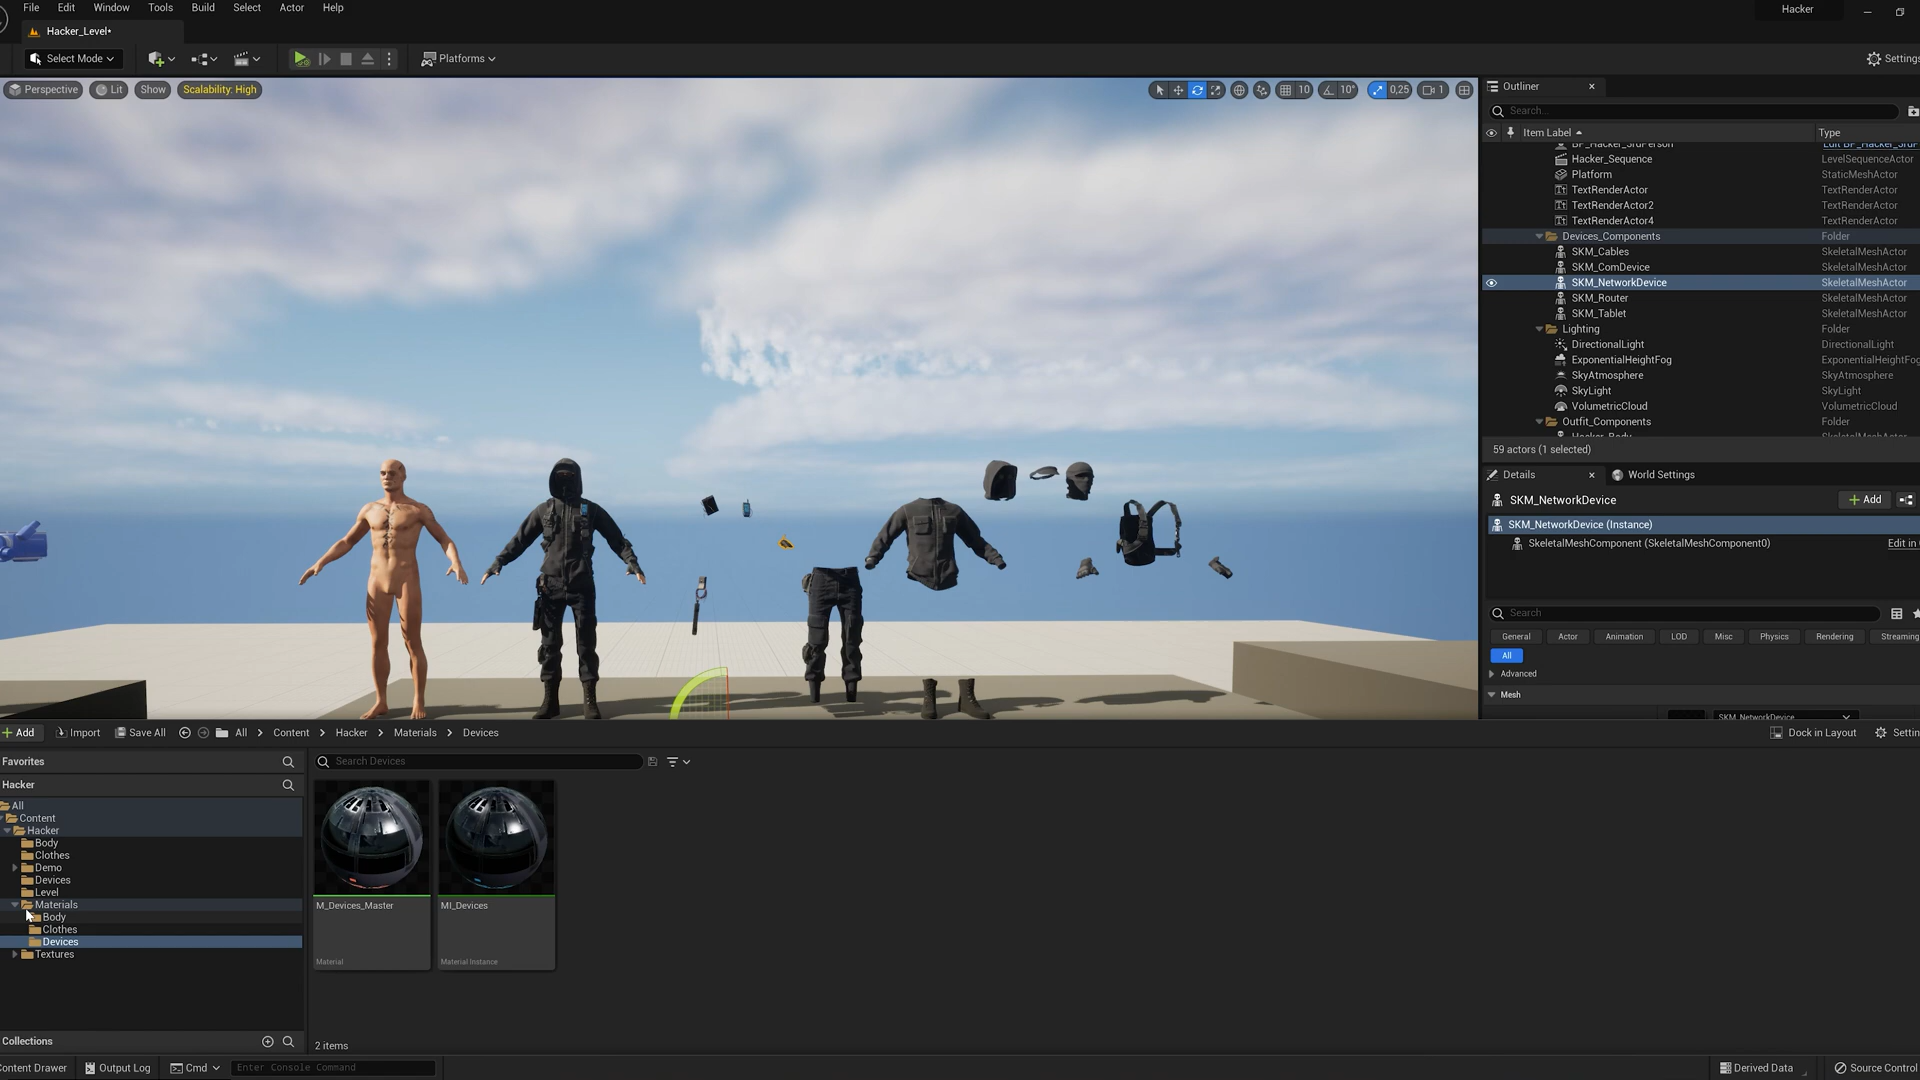 File Edit Window Tools Build Select Actor Help
Hacker
Hacker_Level*
Select Mode
Platforms
Settings
Perspective Lit Show Scalability: High
10 10° 0,25 1
Outliner
Search...
Item Label Type
BP_Hacker_3rdPerson
Hacker_Sequence LevelSequenceActor
Platform StaticMeshActor
TextRenderActor TextRenderActor
TextRenderActor2 TextRenderActor
TextRenderActor4 TextRenderActor
Devices_Components Folder
SKM_Cables SkeletalMeshActor
SKM_ComDevice SkeletalMeshActor
SKM_NetworkDevice SkeletalMeshActor
SKM_Router SkeletalMeshActor
SKM_Tablet SkeletalMeshActor
Lighting Folder
DirectionalLight DirectionalLight
ExponentialHeightFog ExponentialHeightFog
SkyAtmosphere SkyAtmosphere
SkyLight SkyLight
VolumetricCloud VolumetricCloud
Outfit_Components Folder
59 actors (1 selected)
Details World Settings
SKM_NetworkDevice Add
SKM_NetworkDevice (Instance)
SkeletalMeshComponent (SkeletalMeshComponent0) Edit in
Search
General Actor Animation LOD Misc Physics Rendering Streaming
All
Advanced
Mesh
SKM_NetworkDevice
Add Import Save All All Content Hacker Materials Devices Dock in Layout Settin
Favorites
Search Devices
Hacker
All
Content
Hacker
Body
Clothes
Demo
Devices
Level
Materials
Body
Clothes
Devices
Textures
M_Devices_Master
Material
MI_Devices
Material Instance
Collections
2 items
ontent Drawer Output Log Cmd Enter Console Command Derived Data Source Control